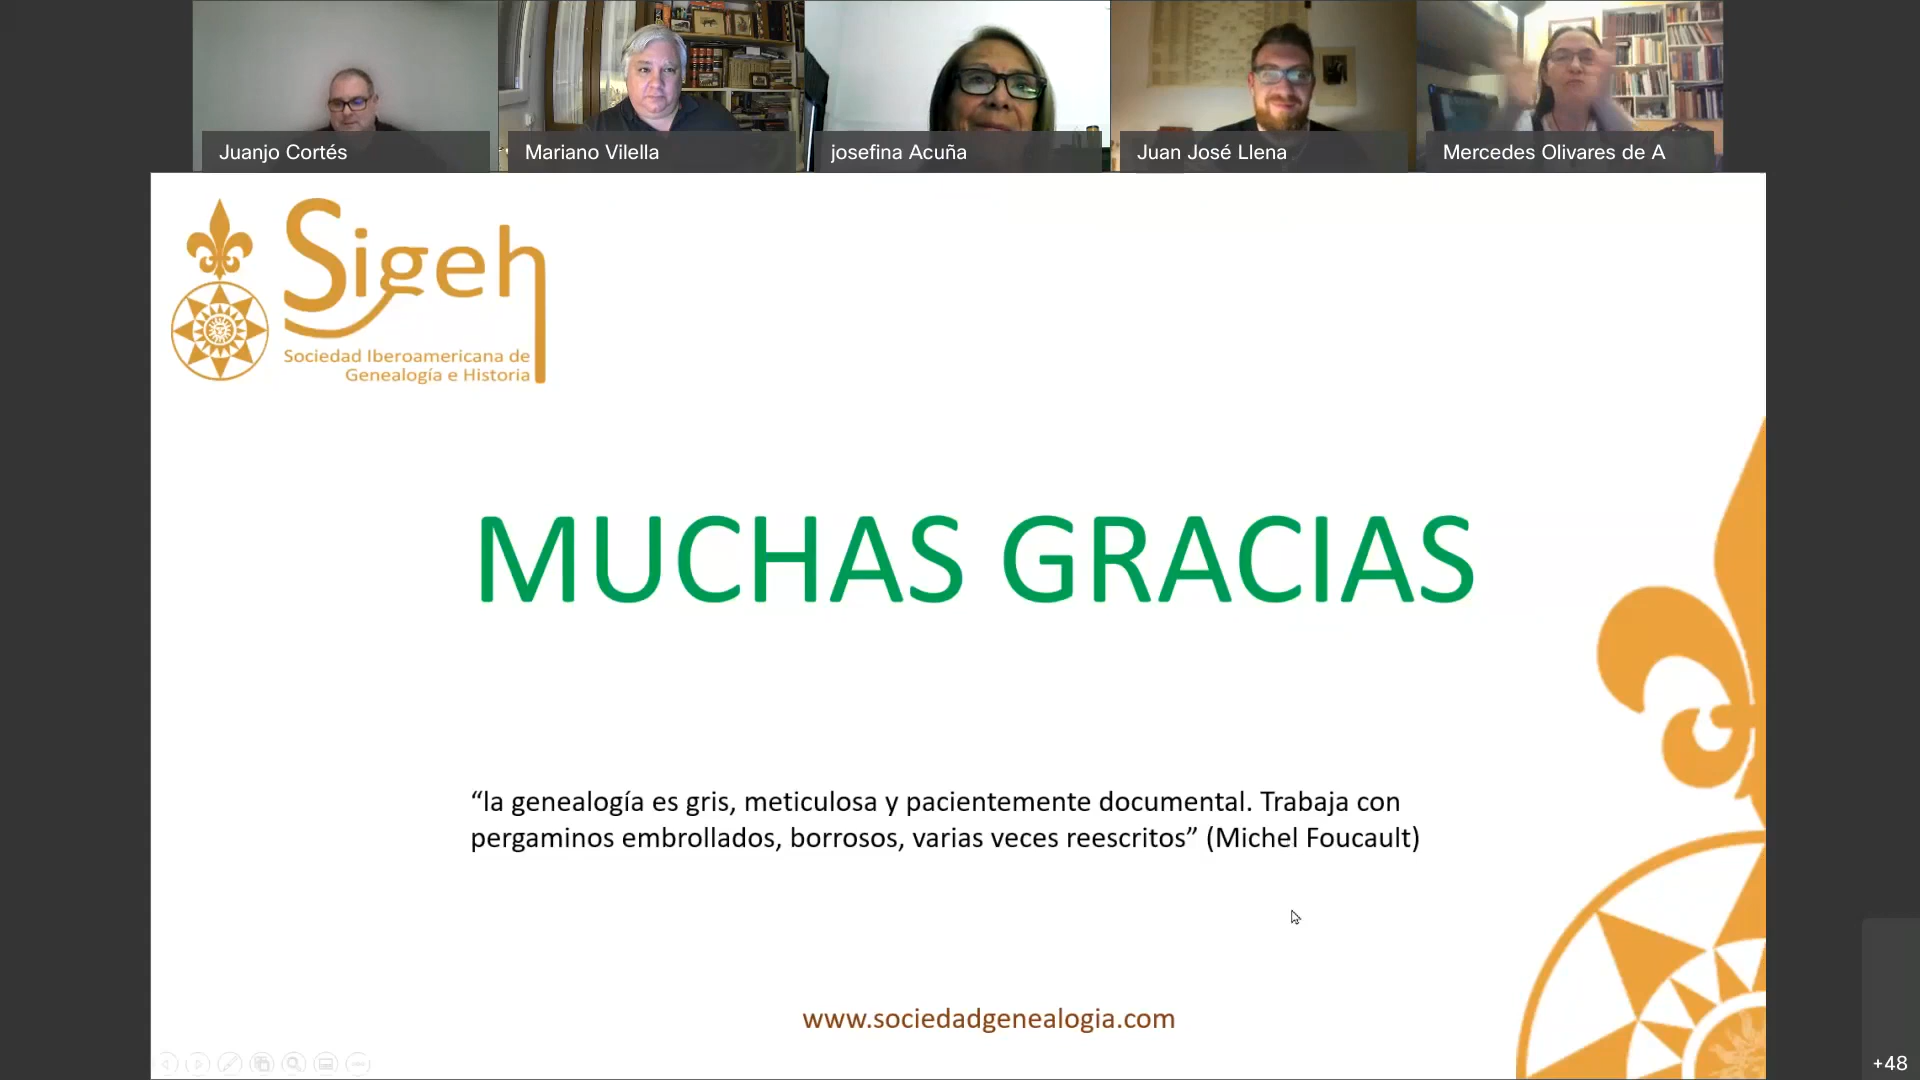 Juanjo Cortés
Mariano Vilella
josefina Acuña
Juan José Llena
Mercedes Olivares de A
Sigeh
Sociedad Iberoamericana de
Genealogía e Historia
MUCHAS GRACIAS
“la genealogía es gris, meticulosa y pacientemente documental. Trabaja con
pergaminos embrollados, borrosos, varias veces reescritos” (Michel Foucault)
www.sociedadgenealogia.com
+48